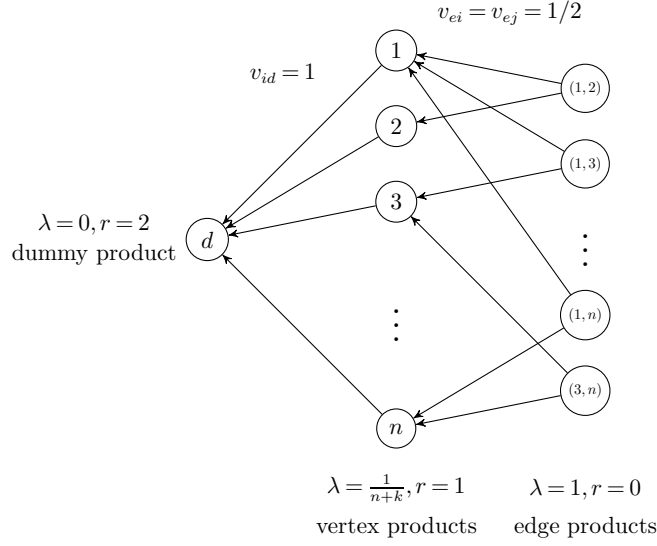 v_{ei} = v_{ej} = 1/2
1
v_{id} = 1
(1, 2)
2
(1, 3)
3
λ = 0, r = 2
dummy product
d
⋮
⋮
(1, n)
(3, n)
n
λ = \frac{1}{n+k}, r = 1
λ = 1, r = 0
vertex products
edge products